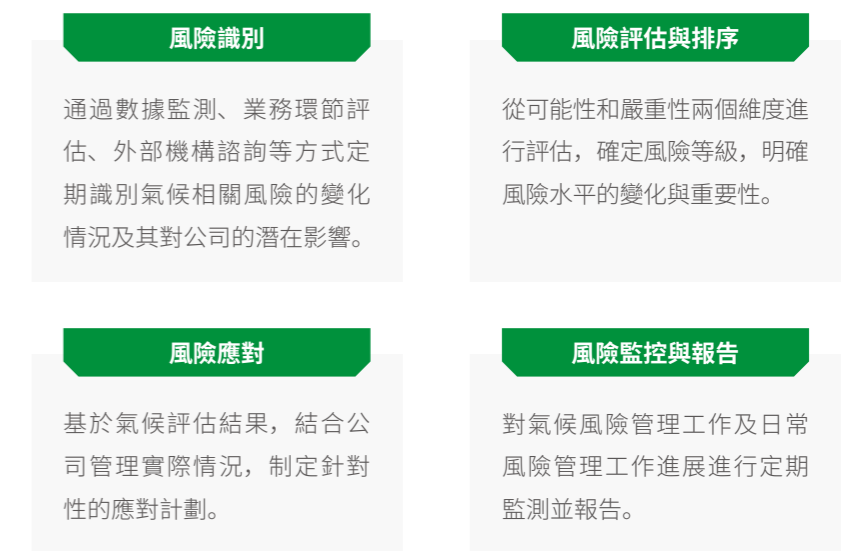 風險識別
通過數據監測、業務環節評
估、外部機構諮詢等方式定
期識別氣候相關風險的變化
情況及其對公司的潛在影響。
風險評估與排序
從可能性和嚴重性兩個維度進
行評估，確定風險等級，明確
風險水平的變化與重要性。
風險應對
基於氣候評估結果，結合公
司管理實際情況，制定針對
性的應對計劃。
風險監控與報告
對氣候風險管理工作及日常
風險管理工作進展進行定期
監測並報告。